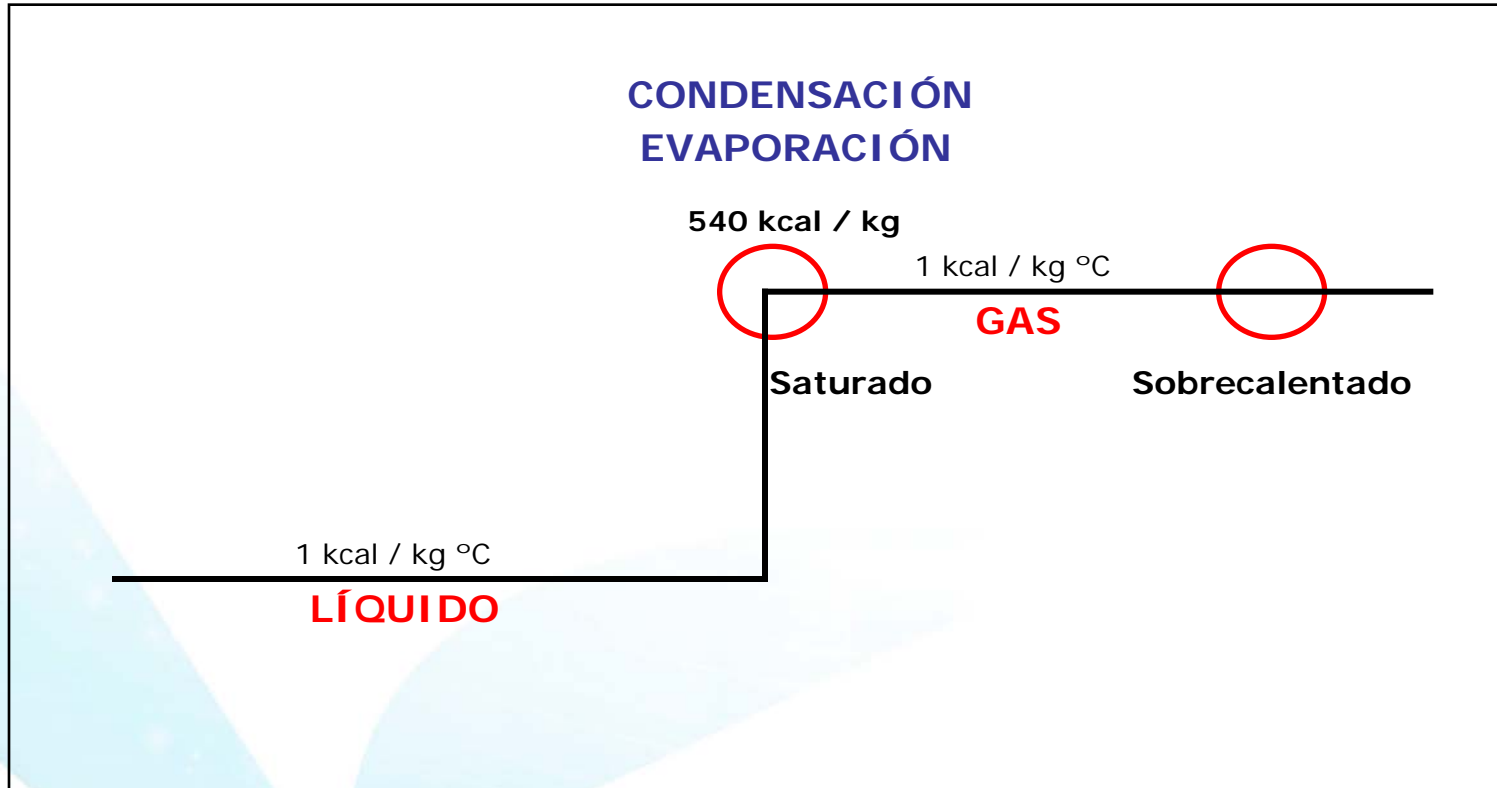 CONDENSACIÓN
EVAPORACIÓN
540 kcal / kg
1 kcal / kg ºC
GAS
Saturado
Sobrecalentado
1 kcal / kg ºC
LÍQUIDO